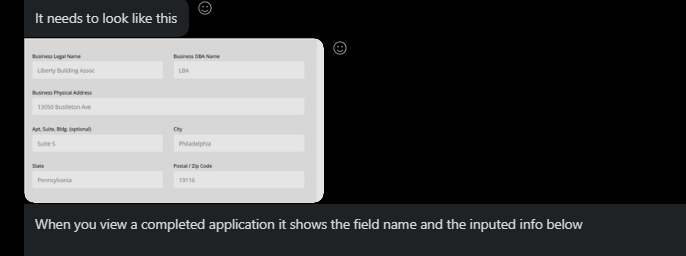 It needs to look like this
Business Legal Name Business DBA Name
Liberty Building Assoc LBA
Business Physical Address
13050 Bustleton Ave
Apt, Suite, Bldg. (optional) City
Suite S Philadelphia
State Postal / Zip Code
Pennsylvania 19116
When you view a completed application it shows the field name and the inputed info below